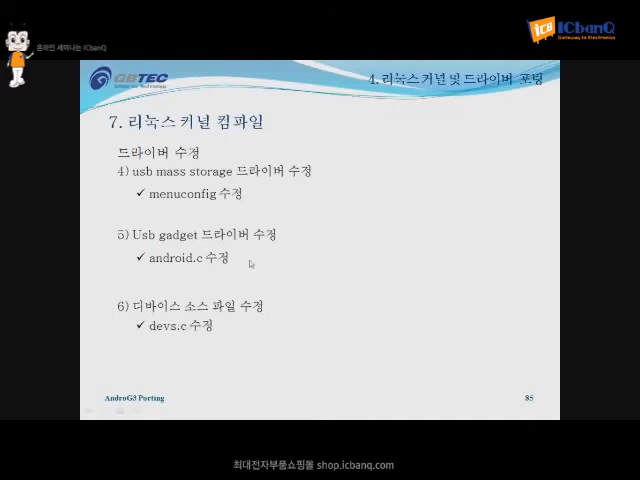 온라인 세미나는 ICbanQ
icb ICbanQ
Gateway to Electronics
GBTEC
4. 리눅스 커널 및 드라이버 포팅
7. 리눅스 커널 컴파일
드라이버 수정
4) usb mass storage 드라이버 수정
✓ menuconfig 수정
5) Usb gadget 드라이버 수정
✓ android.c 수정
6) 디바이스 소스 파일 수정
✓ devs.c 수정
AndroG3 Porting
85
최대전자부품쇼핑몰 shop.icbanq.com